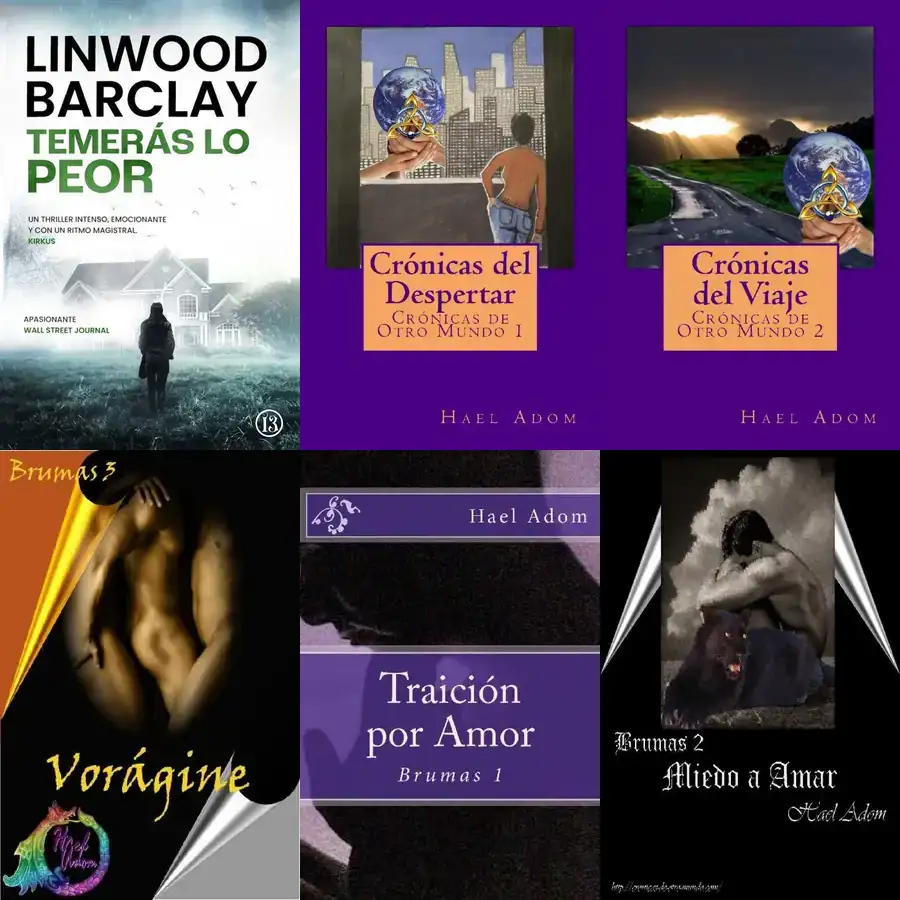 LINWOOD
BARCLAY
TEMERÁS LO
PEOR
UN THRILLER INTENSO, EMOCIONANTE
Y CON UN RITMO MAGISTRAL.
KIRKUS
APASIONANTE
WALL STREET JOURNAL
13
Crónicas del
Despertar
Crónicas de
Otro Mundo 1
Hael Adom
Crónicas
del Viaje
Crónicas de
Otro Mundo 2
Hael Adom
Brumas 3
Vorágine
Hael
Adom
Hael Adom
Traición
por Amor
Brumas 1
Brumas 2
Miedo a Amar
Hael Adom